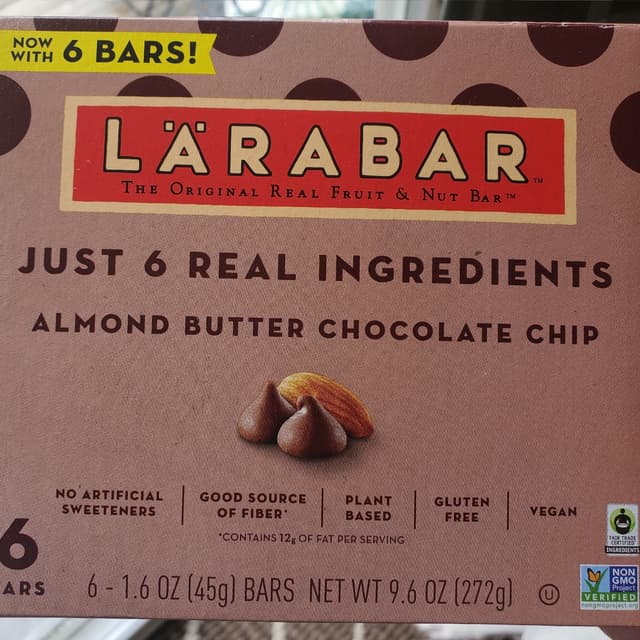 NOW WITH 6 BARS!
LÄRABAR™
THE ORIGINAL REAL FRUIT & NUT BAR™
JUST 6 REAL INGREDIENTS
ALMOND BUTTER CHOCOLATE CHIP
NO ARTIFICIAL SWEETENERS
GOOD SOURCE OF FIBER*
PLANT BASED
GLUTEN FREE
VEGAN
*CONTAINS 12g OF FAT PER SERVING
6
ARS
6 - 1.6 OZ (45g) BARS NET WT 9.6 OZ (272g)
U
FAIR TRADE
CERTIFIED
INGREDIENTS
NON
GMO
Project
VERIFIED
nongmoproject.org